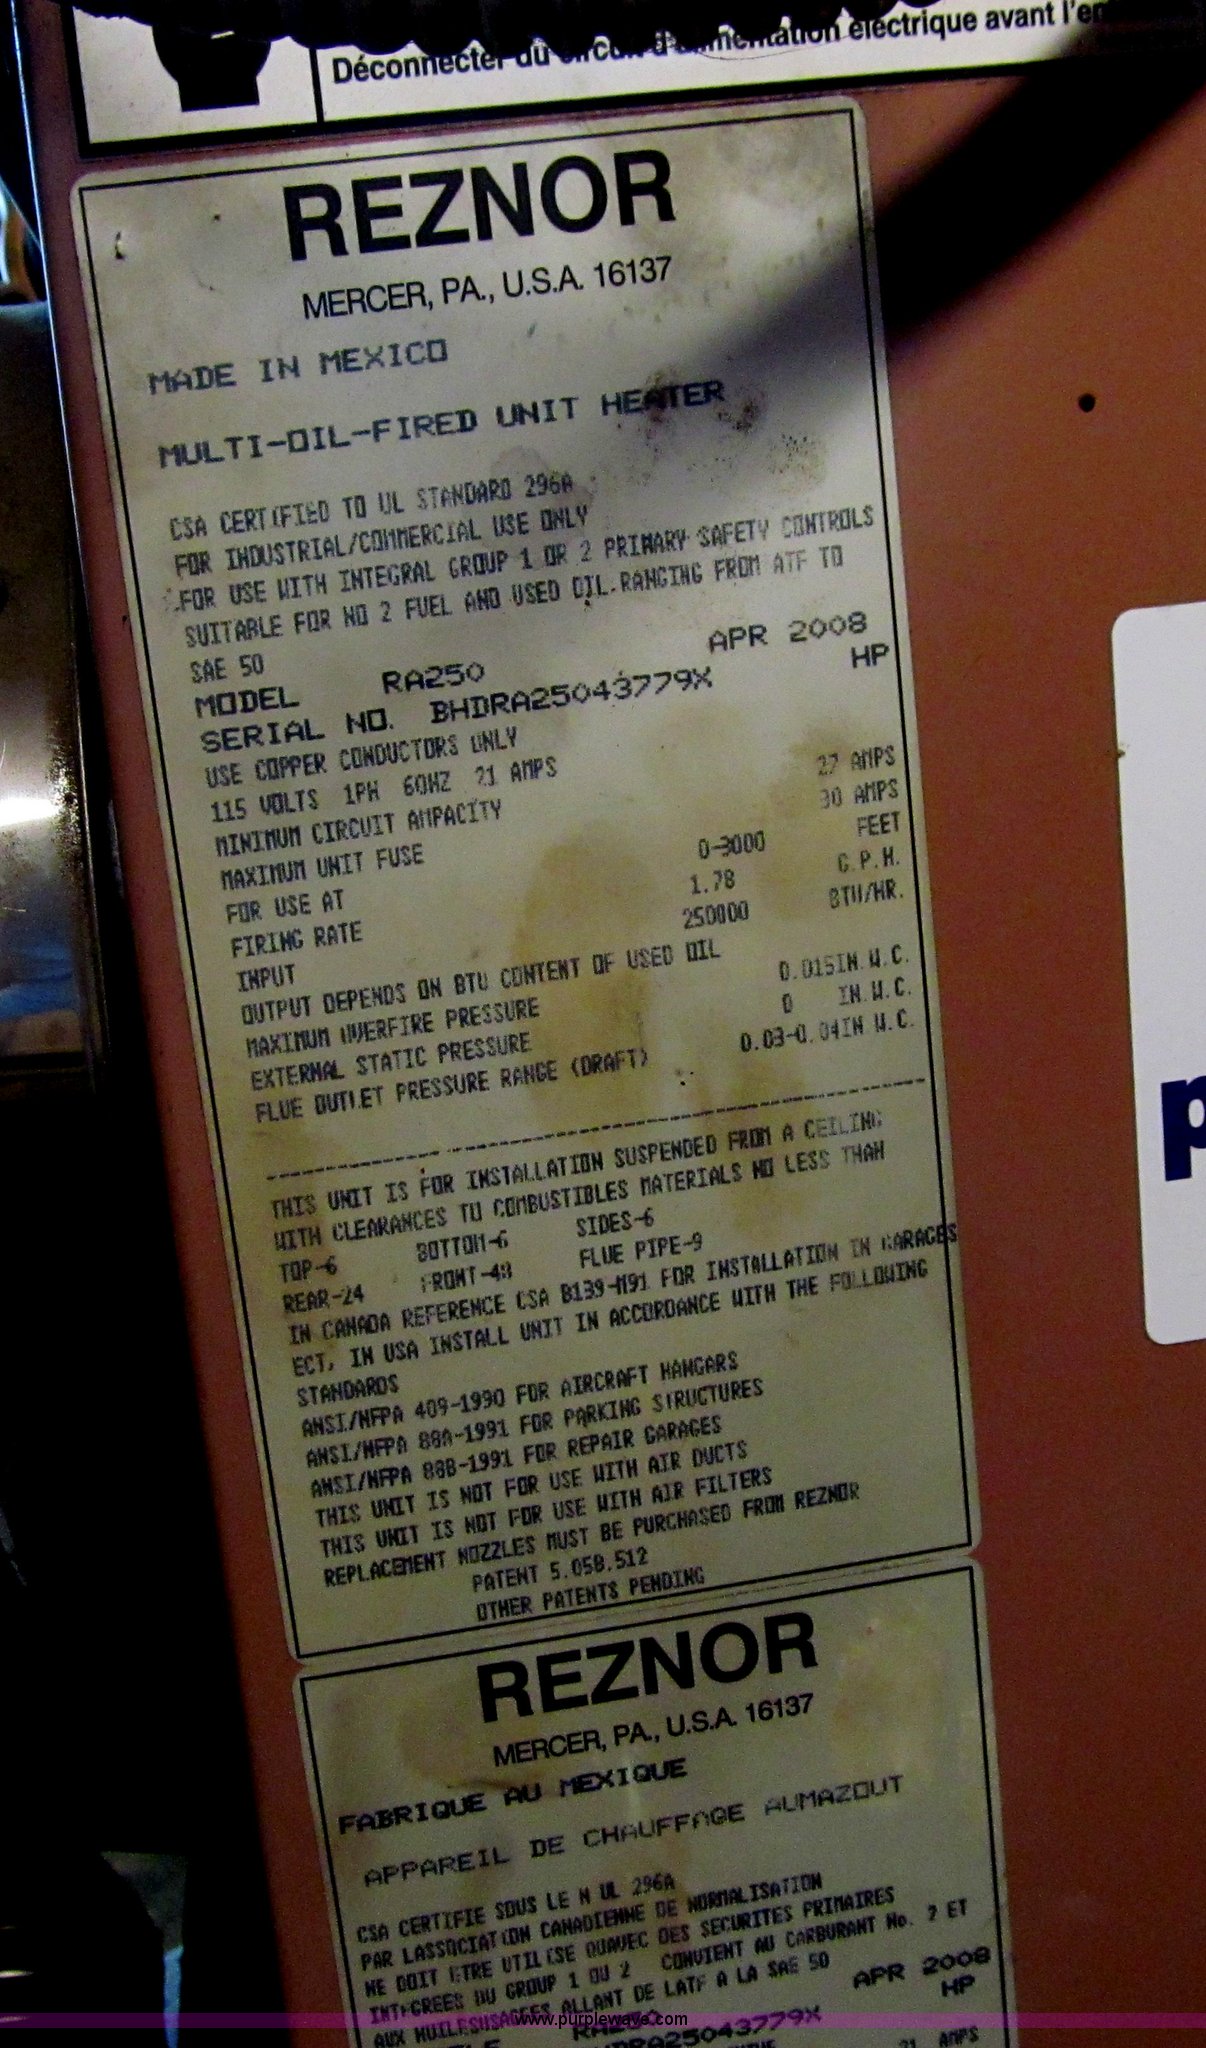 Déconnecter du circuit d'alimentation électrique avant l'en
REZNOR
MERCER, PA., U.S.A. 16137
MADE IN MEXICO
MULTI-OIL-FIRED UNIT HEATER
CSA CERTIFIED TO UL STANDARD 296A
FOR INDUSTRIAL/COMMERCIAL USE ONLY
FOR USE WITH INTEGRAL GROUP 1 OR 2 PRIMARY SAFETY CONTROLS
SUITABLE FOR NO 2 FUEL AND USED OIL RANGING FROM ATF TO
SAE 50
MODEL RA250 APR 2008
SERIAL NO. BHDRA25043779X HP
USE COPPER CONDUCTORS ONLY
115 VOLTS 1PH 60HZ 21 AMPS
MINIMUM CIRCUIT AMPACITY 27 AMPS
MAXIMUM UNIT FUSE 30 AMPS
FOR USE AT 0-3000 FEET
FIRING RATE 1.78 G.P.H.
INPUT 250000 BTU/HR.
OUTPUT DEPENDS ON BTU CONTENT OF USED OIL
MAXIMUM OVERFIRE PRESSURE 0.015IN.W.C.
EXTERNAL STATIC PRESSURE 0 IN.W.C.
FLUE OUTLET PRESSURE RANGE (DRAFT) 0.03-0.04IN.W.C.
THIS UNIT IS FOR INSTALLATION SUSPENDED FROM A CEILING
WITH CLEARANCES TO COMBUSTIBLES MATERIALS NO LESS THAN
TOP-6 BOTTOM-6 SIDES-6
REAR-24 FRONT-48 FLUE PIPE-9
IN CANADA REFERENCE CSA B139-M91 FOR INSTALLATION IN GARAGES
ECT, IN USA INSTALL UNIT IN ACCORDANCE WITH THE FOLLOWING
STANDARDS
ANSI/NFPA 409-1990 FOR AIRCRAFT HANGARS
ANSI/NFPA 88A-1991 FOR PARKING STRUCTURES
ANSI/NFPA 88B-1991 FOR REPAIR GARAGES
THIS UNIT IS NOT FOR USE WITH AIR DUCTS
THIS UNIT IS NOT FOR USE WITH AIR FILTERS
REPLACEMENT NOZZLES MUST BE PURCHASED FROM REZNOR
PATENT 5.058.512
OTHER PATENTS PENDING
REZNOR
MERCER, PA., U.S.A. 16137
FABRIQUE AU MEXIQUE
APPAREIL DE CHAUFFAGE AUMAZOUT
CSA CERTIFIE SOUS LE N UL 296A
PAR LASSOCIATION CANADIENNE DE NORMALISATION
NE DOIT ETRE UTILISE QUAVEC DES SECURITES PRIMAIRES
INTEGREES DU GROUP 1 OU 2 CONVIENT AU CARBURANT No. 2 ET
AUX HUILESUSAGEES ALLANT DE LATF A LA SAE 50
RA250 APR 2008
HDRA25043779X HP
21 AMPS
p
www.purplewave.com